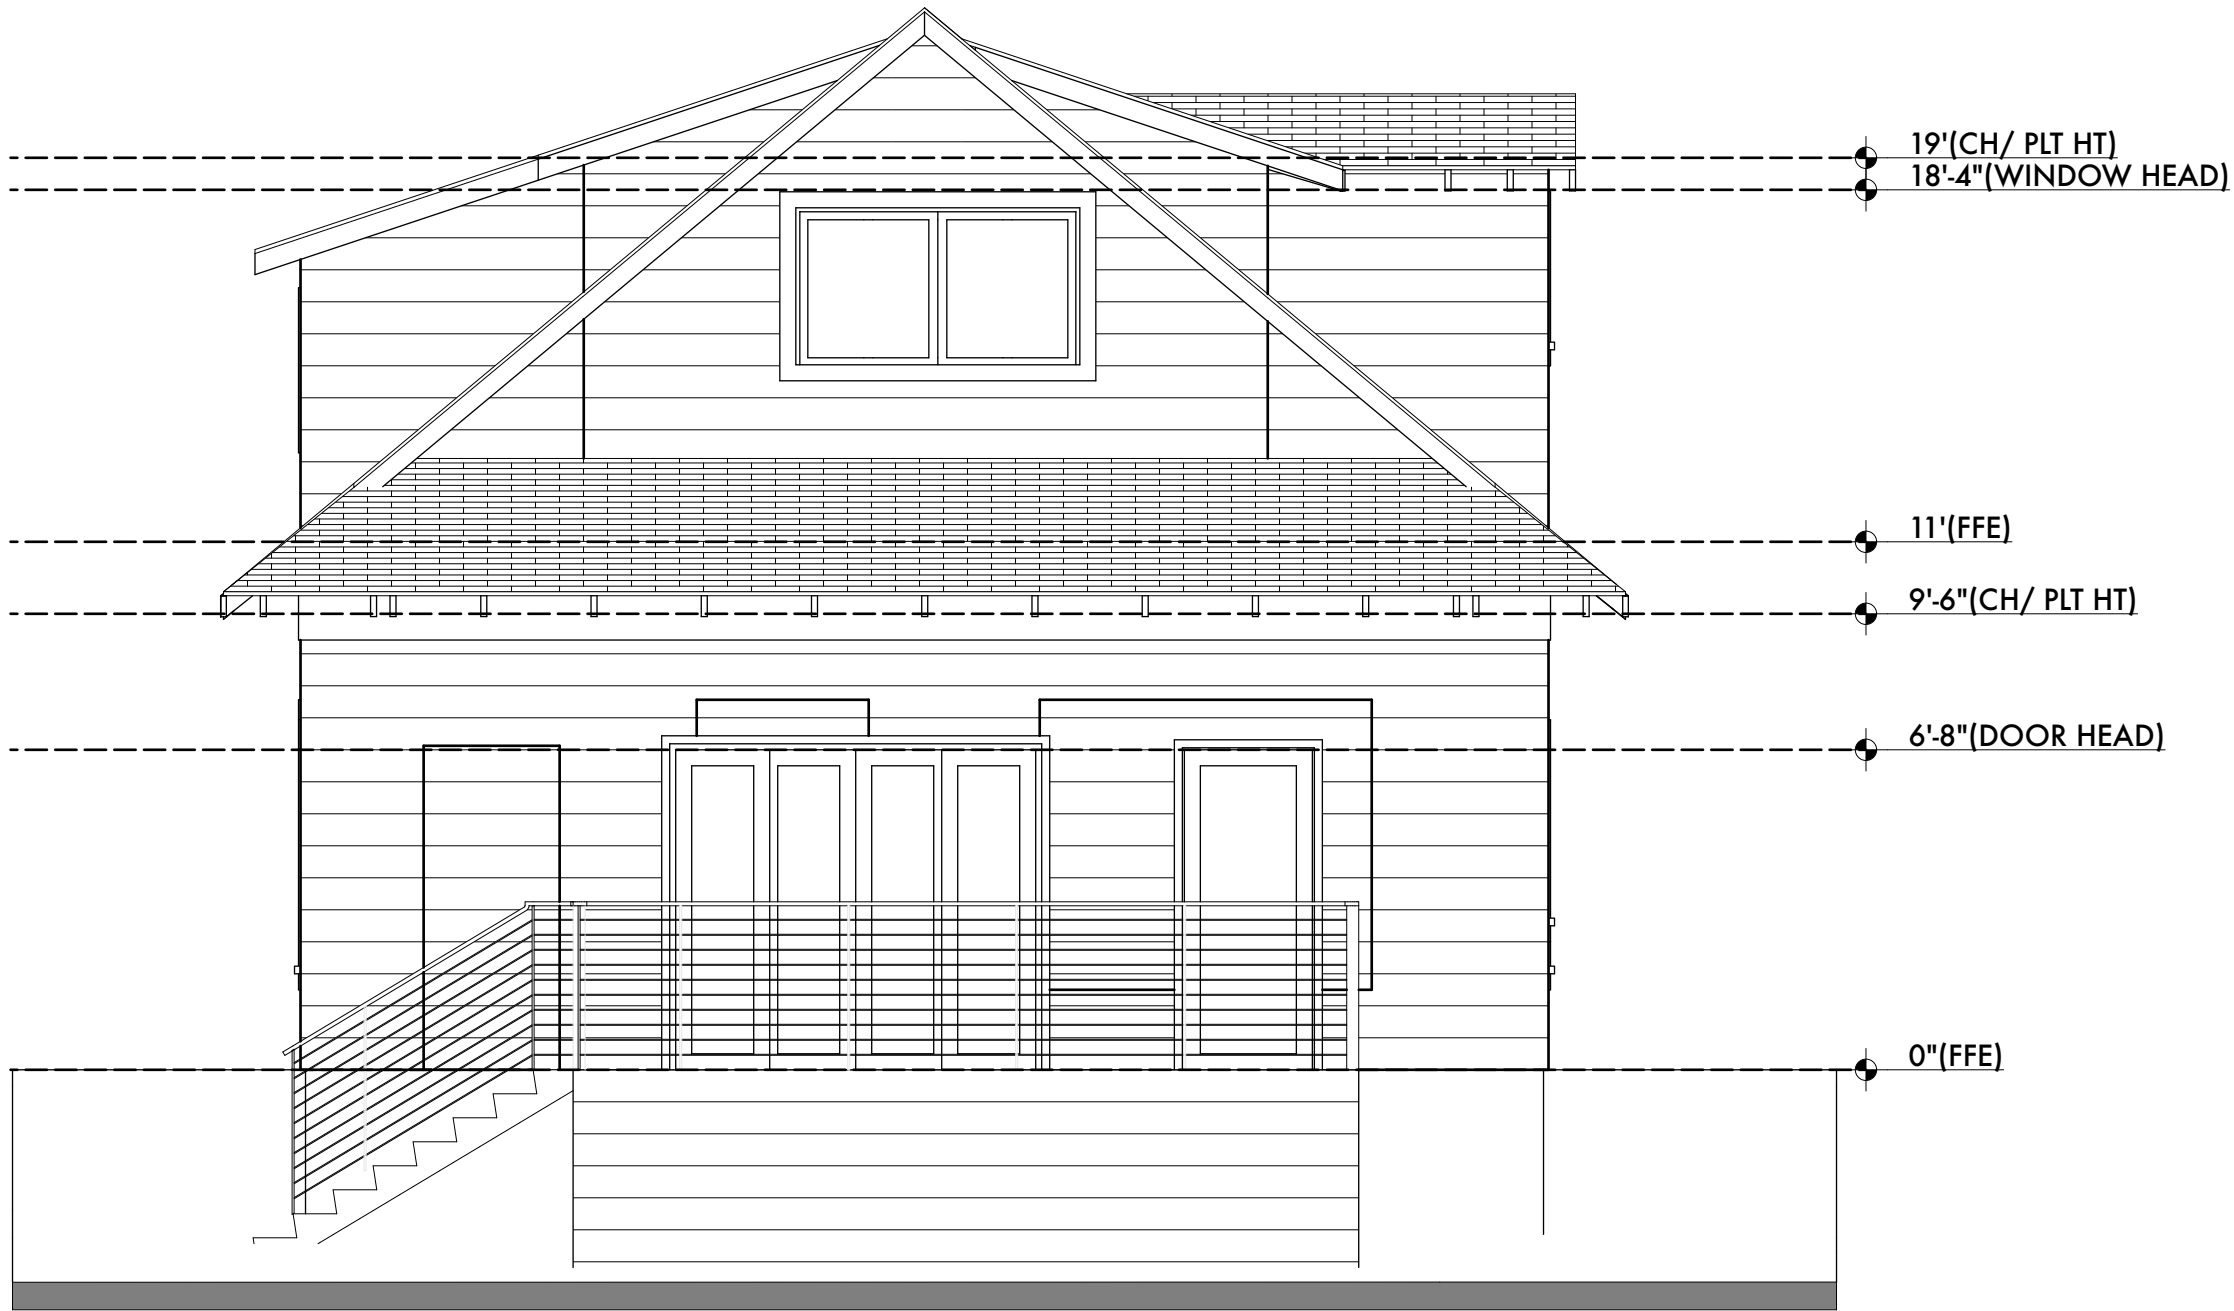 19'(CH/ PLT HT)
18'-4"(WINDOW HEAD)
11'(FFE)
9'-6"(CH/ PLT HT)
6'-8"(DOOR HEAD)
0"(FFE)